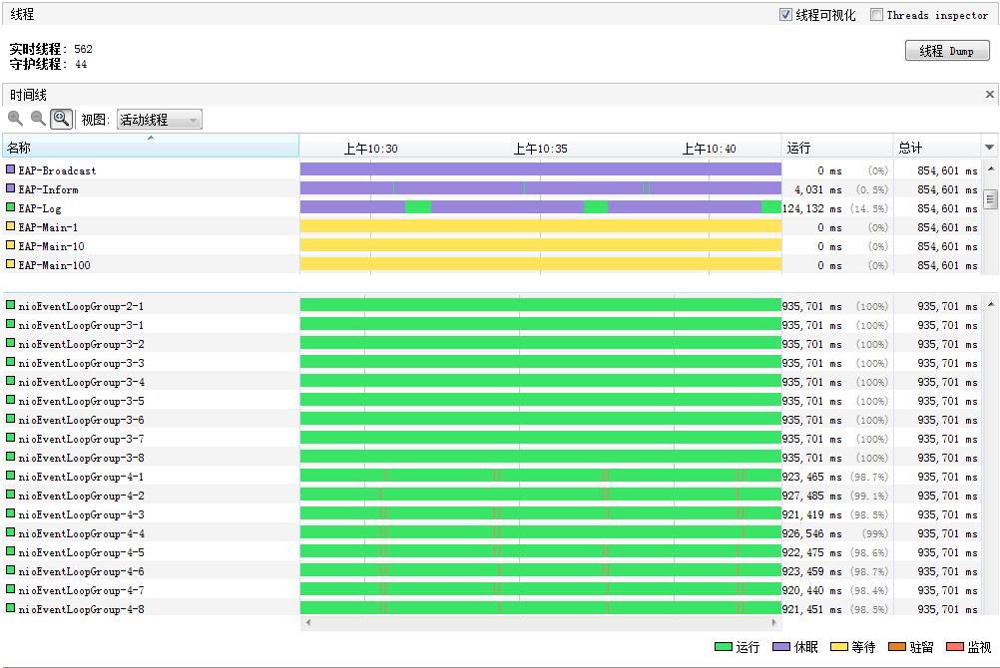 线程
线程可视化 Threads inspector
实时线程: 562
守护线程: 44
线程 Dump
时间线
视图: 活动线程
名称 上午10:30 上午10:35 上午10:40 运行 总计
EAP-Broadcast 0 ms (0%) 854,601 ms
EAP-Inform 4,031 ms (0.5%) 854,601 ms
EAP-Log 124,132 ms (14.5%) 854,601 ms
EAP-Main-1 0 ms (0%) 854,601 ms
EAP-Main-10 0 ms (0%) 854,601 ms
EAP-Main-100 0 ms (0%) 854,601 ms
nioEventLoopGroup-2-1 935,701 ms (100%) 935,701 ms
nioEventLoopGroup-3-1 935,701 ms (100%) 935,701 ms
nioEventLoopGroup-3-2 935,701 ms (100%) 935,701 ms
nioEventLoopGroup-3-3 935,701 ms (100%) 935,701 ms
nioEventLoopGroup-3-4 935,701 ms (100%) 935,701 ms
nioEventLoopGroup-3-5 935,701 ms (100%) 935,701 ms
nioEventLoopGroup-3-6 935,701 ms (100%) 935,701 ms
nioEventLoopGroup-3-7 935,701 ms (100%) 935,701 ms
nioEventLoopGroup-3-8 935,701 ms (100%) 935,701 ms
nioEventLoopGroup-4-1 923,465 ms (98.7%) 935,701 ms
nioEventLoopGroup-4-2 927,485 ms (99.1%) 935,701 ms
nioEventLoopGroup-4-3 921,419 ms (98.5%) 935,701 ms
nioEventLoopGroup-4-4 926,546 ms (99%) 935,701 ms
nioEventLoopGroup-4-5 922,475 ms (98.6%) 935,701 ms
nioEventLoopGroup-4-6 923,459 ms (98.7%) 935,701 ms
nioEventLoopGroup-4-7 920,440 ms (98.4%) 935,701 ms
nioEventLoopGroup-4-8 921,451 ms (98.5%) 935,701 ms
运行 休眠 等待 驻留 监视